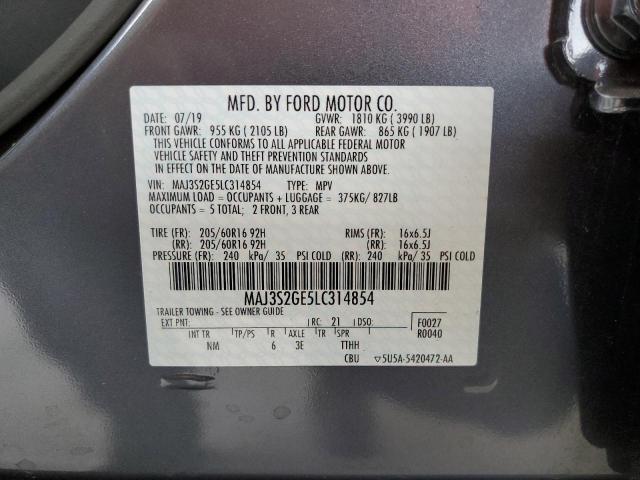 MFD. BY FORD MOTOR CO.
DATE: 07/19 GVWR: 1810 KG ( 3990 LB)
FRONT GAWR: 955 KG ( 2105 LB) REAR GAWR: 865 KG ( 1907 LB)
THIS VEHICLE CONFORMS TO ALL APPLICABLE FEDERAL MOTOR
VEHICLE SAFETY AND THEFT PREVENTION STANDARDS
IN EFFECT ON THE DATE OF MANUFACTURE SHOWN ABOVE.
VIN: MAJ3S2GE5LC314854 TYPE: MPV
MAXIMUM LOAD = OCCUPANTS + LUGGAGE = 375KG/ 827LB
OCCUPANTS = 5 TOTAL; 2 FRONT, 3 REAR
TIRE (FR): 205/60R16 92H RIMS (FR): 16x6.5J
(RR): 205/60R16 92H (RR): 16x6.5J
PRESSURE (FR): 240 kPa/ 35 PSI COLD (RR): 240 kPa/ 35 PSI COLD
MAJ3S2GE5LC314854
TRAILER TOWING - SEE OWNER GUIDE
EXT PNT: RC: 21 DSO: F0027
R0040
INT TR TP/PS R AXLE TR SPR
NM 6 3E TTHH
CBU ▽5U5A-5420472-AA